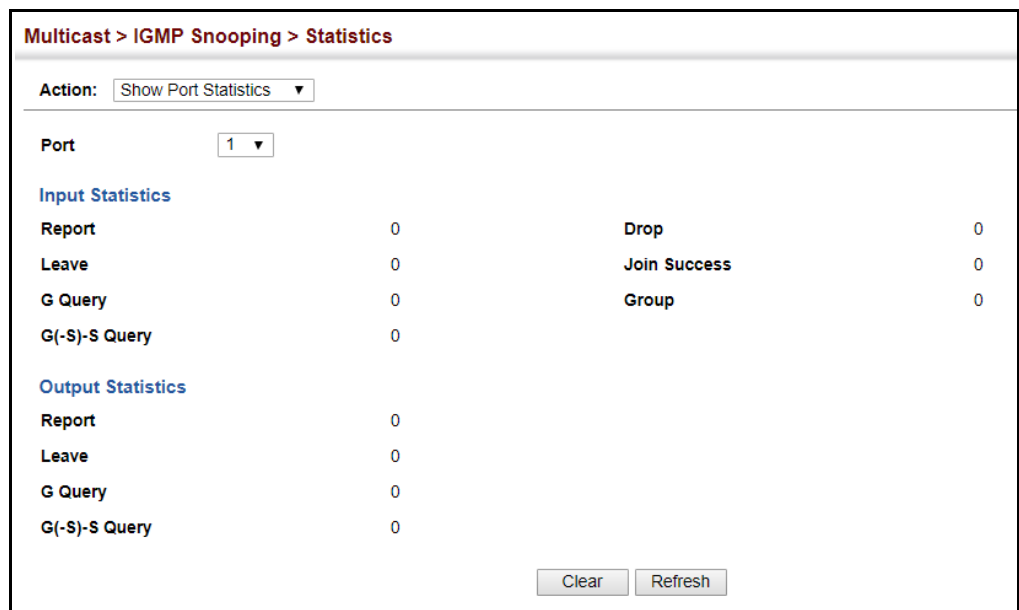 Multicast > IGMP Snooping > Statistics
Action: Show Port Statistics
Port 1
Input Statistics
Report 0 Drop 0
Leave 0 Join Success 0
G Query 0 Group 0
G(-S)-S Query 0
Output Statistics
Report 0
Leave 0
G Query 0
G(-S)-S Query 0
Clear Refresh